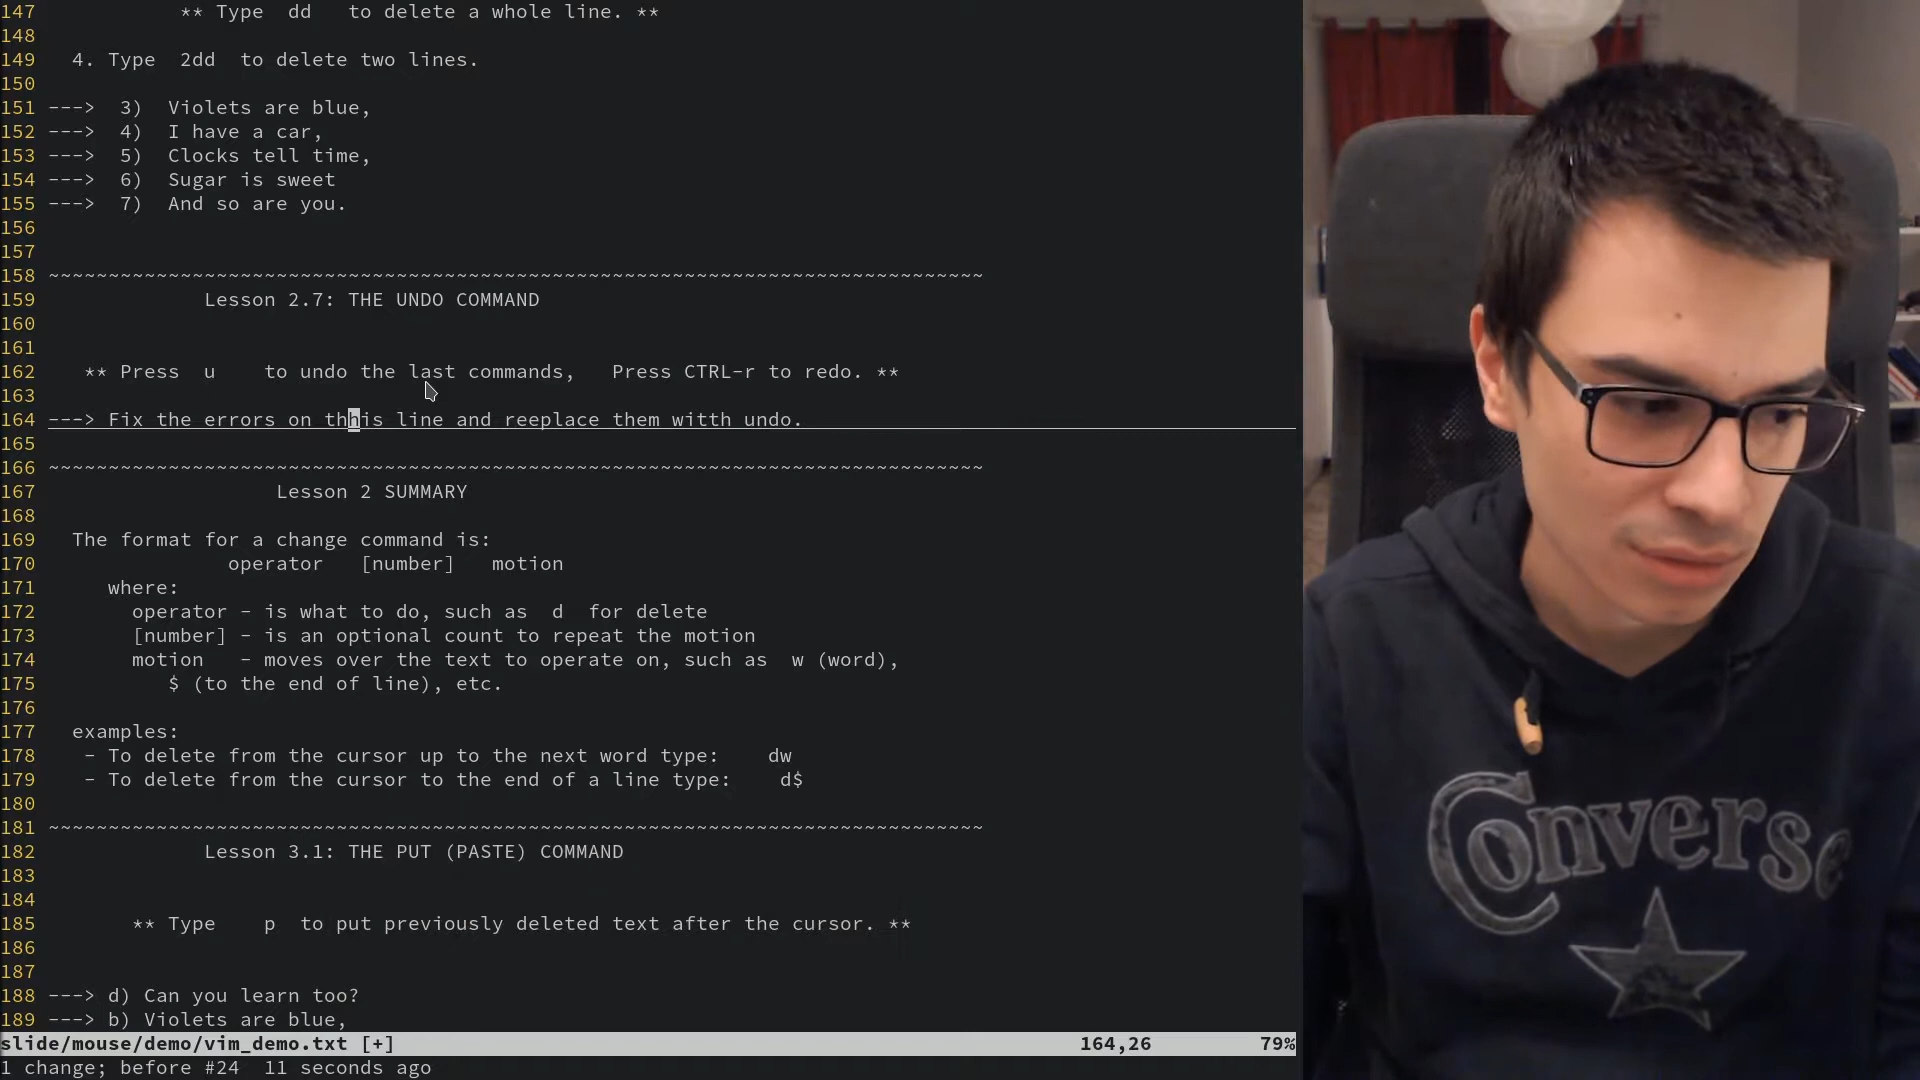 147            ** Type  dd   to delete a whole line. **
148
149   4. Type  2dd  to delete two lines.
150
151 --->  3)  Violets are blue,
152 --->  4)  I have a car,
153 --->  5)  Clocks tell time,
154 --->  6)  Sugar is sweet
155 --->  7)  And so are you.
156
157
158 ~~~~~~~~~~~~~~~~~~~~~~~~~~~~~~~~~~~~~~~~~~~~~~~~~~~~~~~~~~~~~~~~~~~~~~~~~~~~~~
159              Lesson 2.7: THE UNDO COMMAND
160
161
162    ** Press  u    to undo the last commands,   Press CTRL-r to redo. **
163
164 ---> Fix the errors on thhis line and reeplace them witth undo.
165
166 ~~~~~~~~~~~~~~~~~~~~~~~~~~~~~~~~~~~~~~~~~~~~~~~~~~~~~~~~~~~~~~~~~~~~~~~~~~~~~~
167                    Lesson 2 SUMMARY
168
169   The format for a change command is:
170                operator   [number]   motion
171      where:
172        operator - is what to do, such as  d  for delete
173        [number] - is an optional count to repeat the motion
174        motion   - moves over the text to operate on, such as  w (word),
175           $ (to the end of line), etc.
176
177   examples:
178    - To delete from the cursor up to the next word type:    dw
179    - To delete from the cursor to the end of a line type:    d$
180
181 ~~~~~~~~~~~~~~~~~~~~~~~~~~~~~~~~~~~~~~~~~~~~~~~~~~~~~~~~~~~~~~~~~~~~~~~~~~~~~~
182              Lesson 3.1: THE PUT (PASTE) COMMAND
183
184
185        ** Type    p  to put previously deleted text after the cursor. **
186
187
188 ---> d) Can you learn too?
189 ---> b) Violets are blue,
slide/mouse/demo/vim_demo.txt [+] 164,26 79%
1 change; before #24  11 seconds ago
Converse